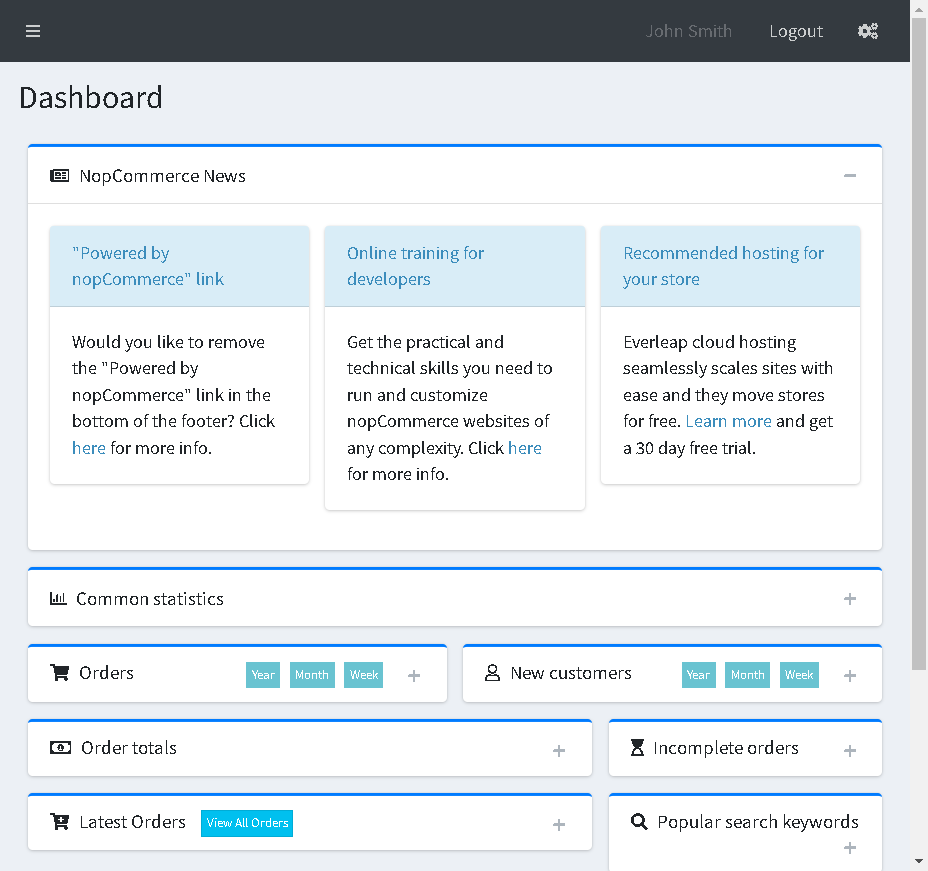 John Smith Logout
Dashboard
NopCommerce News
"Powered by
nopCommerce" link
Would you like to remove
the "Powered by
nopCommerce" link in the
bottom of the footer? Click
here for more info.
Online training for
developers
Get the practical and
technical skills you need to
run and customize
nopCommerce websites of
any complexity. Click here
for more info.
Recommended hosting for
your store
Everleap cloud hosting
seamlessly scales sites with
ease and they move stores
for free. Learn more and get
a 30 day free trial.
Common statistics
Orders Year Month Week
New customers Year Month Week
Order totals
Incomplete orders
Latest Orders View All Orders
Popular search keywords